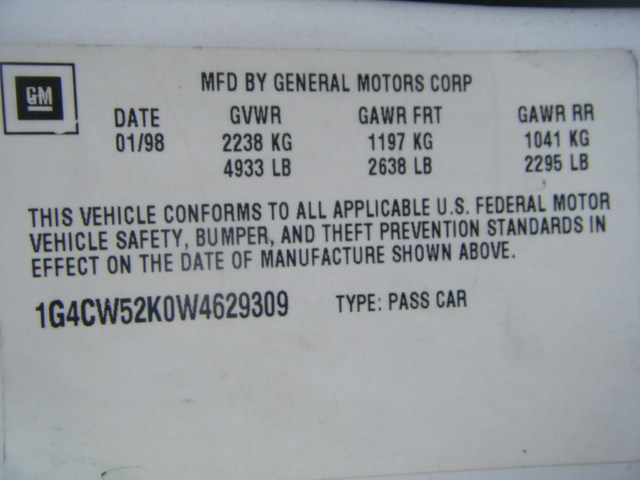 GM
MFD BY GENERAL MOTORS CORP
DATE GVWR GAWR FRT GAWR RR
01/98 2238 KG 1197 KG 1041 KG
4933 LB 2638 LB 2295 LB
THIS VEHICLE CONFORMS TO ALL APPLICABLE U.S. FEDERAL MOTOR
VEHICLE SAFETY, BUMPER, AND THEFT PREVENTION STANDARDS IN
EFFECT ON THE DATE OF MANUFACTURE SHOWN ABOVE.
1G4CW52K0W4629309 TYPE: PASS CAR